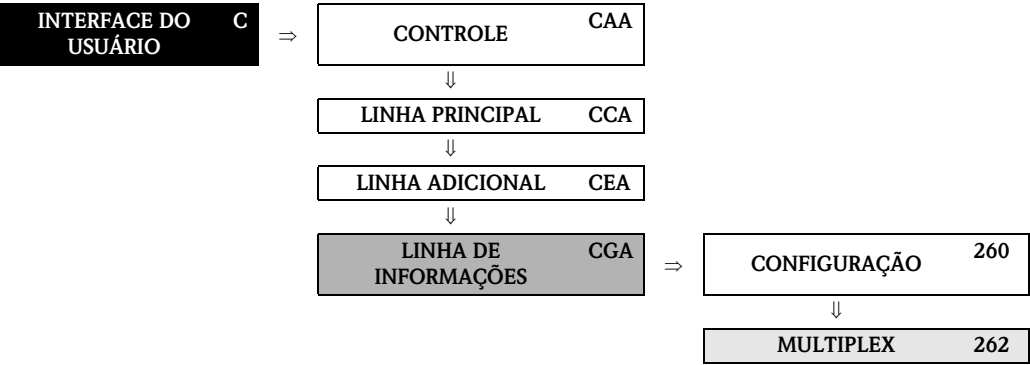 INTERFACE DO USUÁRIO C
⇒
CONTROLE CAA
⇓
LINHA PRINCIPAL CCA
⇓
LINHA ADICIONAL CEA
⇓
LINHA DE INFORMAÇÕES CGA
⇒
CONFIGURAÇÃO 260
⇓
MULTIPLEX 262